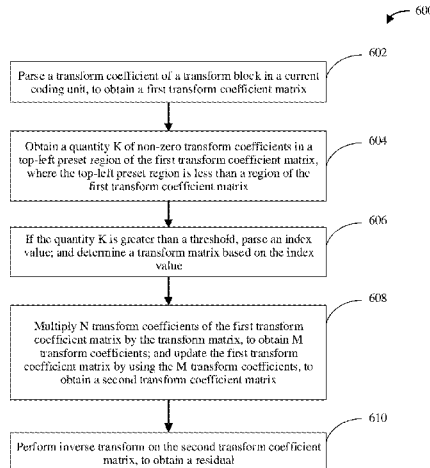 600
602
Parse a transform coefficient of a transform block in a current
coding unit, to obtain a first transform coefficient matrix
604
Obtain a quantity K of non-zero transform coefficients in a
top-left preset region of the first transform coefficient matrix,
where the top-left preset region is less than a region of the
first transform coefficient matrix
606
If the quantity K is greater than a threshold, parse an index
value; and determine a transform matrix based on the index
value
608
Multiply N transform coefficients of the first transform
coefficient matrix by the transform matrix, to obtain M
transform coefficients; and update the first transform
coefficient matrix by using the M transform coefficients, to
obtain a second transform coefficient matrix
610
Perform inverse transform on the second transform coefficient
matrix, to obtain a residual